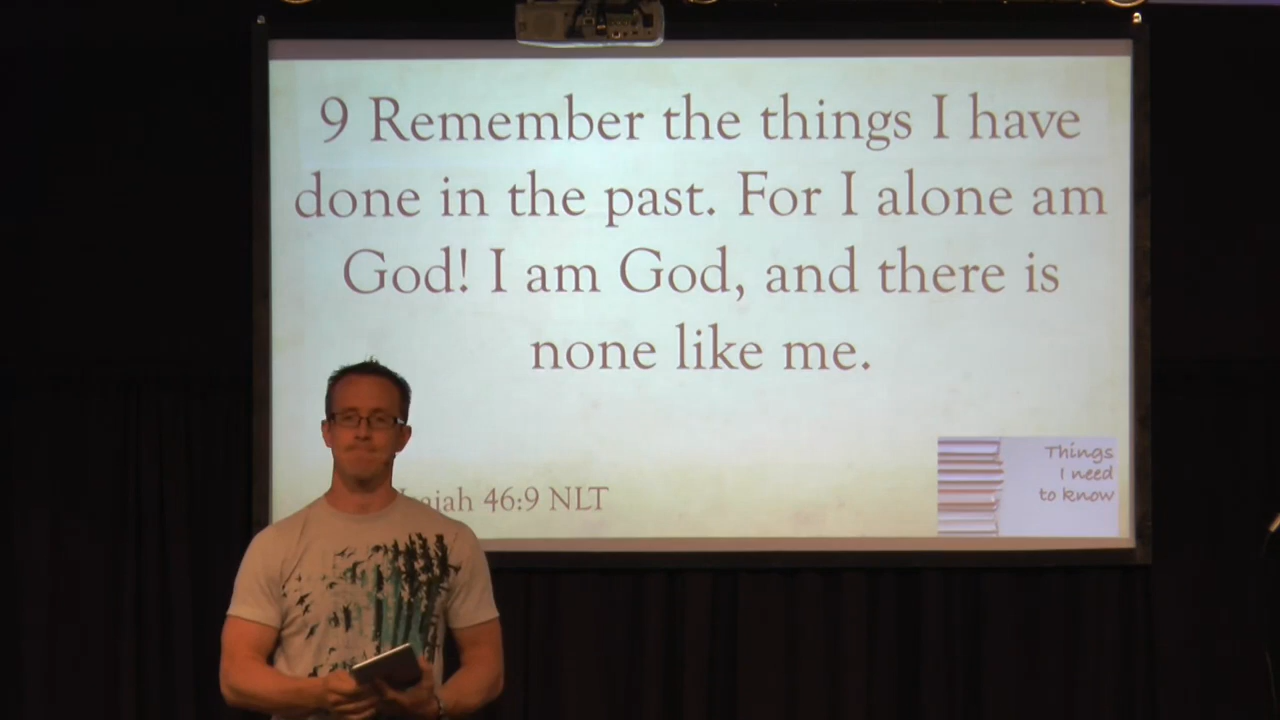 9 Remember the things I have
done in the past. For I alone am
God! I am God, and there is
none like me.
46:9 NLT
Things
I need
to know